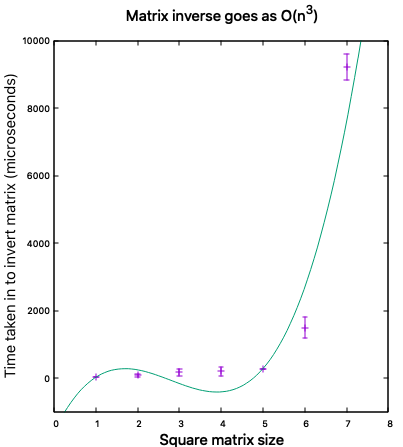 Matrix inverse goes as O(n³)
Time taken in to invert matrix (microseconds)
10000
8000
6000
4000
2000
0
0 1 2 3 4 5 6 7 8
Square matrix size